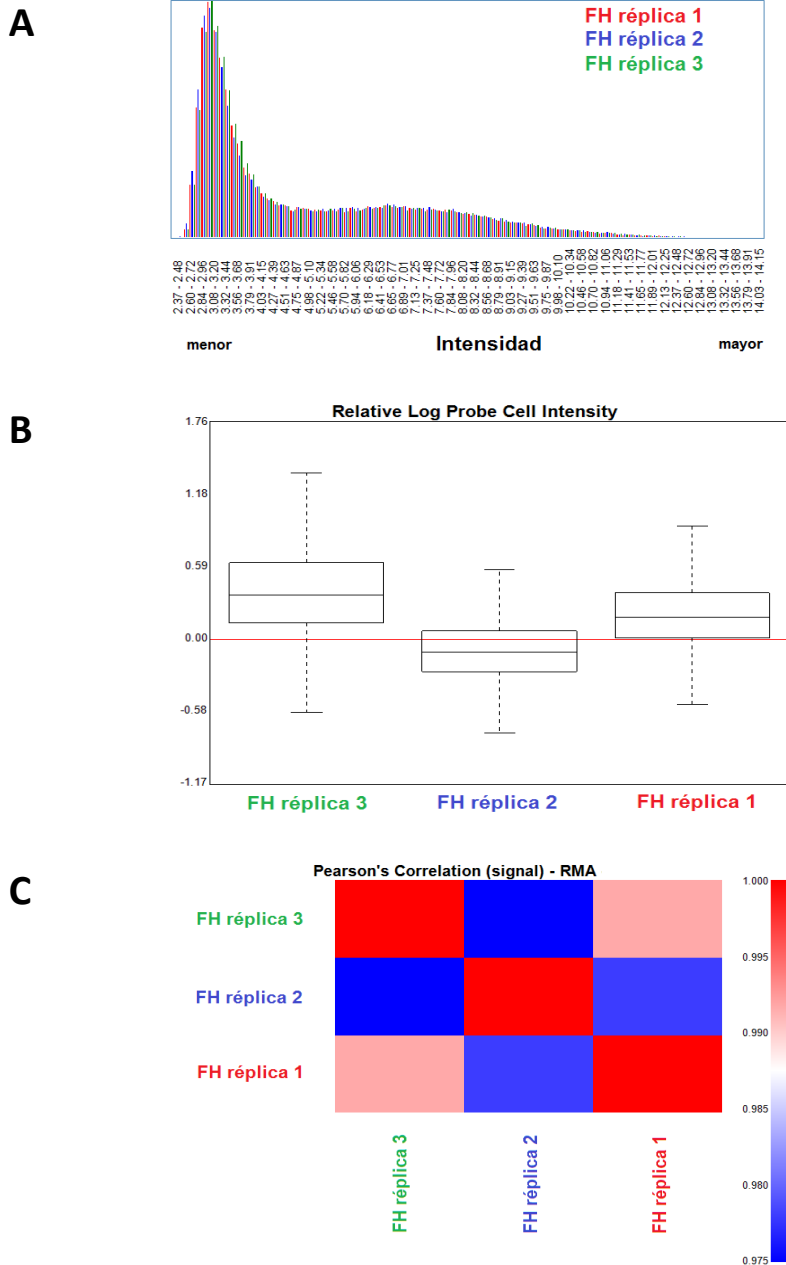 A
FH réplica 1
FH réplica 2
FH réplica 3
2.37 - 2.48
2.60 - 2.72
2.84 - 2.96
3.08 - 3.20
3.32 - 3.44
3.56 - 3.68
3.79 - 3.91
4.03 - 4.15
4.27 - 4.39
4.51 - 4.63
4.75 - 4.87
4.98 - 5.10
5.22 - 5.34
5.46 - 5.58
5.70 - 5.82
5.94 - 6.06
6.18 - 6.29
6.41 - 6.53
6.65 - 6.77
6.89 - 7.01
7.13 - 7.25
7.37 - 7.48
7.60 - 7.72
7.84 - 7.96
8.08 - 8.20
8.32 - 8.44
8.56 - 8.68
8.79 - 8.91
9.03 - 9.15
9.27 - 9.39
9.51 - 9.63
9.75 - 9.87
9.98 - 10.10
10.22 - 10.34
10.46 - 10.58
10.70 - 10.82
10.94 - 11.06
11.18 - 11.29
11.41 - 11.53
11.65 - 11.77
11.89 - 12.01
12.13 - 12.25
12.37 - 12.48
12.60 - 12.72
12.84 - 12.96
13.08 - 13.20
13.32 - 13.44
13.56 - 13.68
13.79 - 13.91
14.03 - 14.15
menor
Intensidad
mayor
B
Relative Log Probe Cell Intensity
1.76
1.18
0.59
0.00
-0.58
-1.17
FH réplica 3
FH réplica 2
FH réplica 1
C
Pearson's Correlation (signal) - RMA
FH réplica 3
FH réplica 2
FH réplica 1
FH réplica 3
FH réplica 2
FH réplica 1
1.000
0.995
0.990
0.985
0.980
0.975